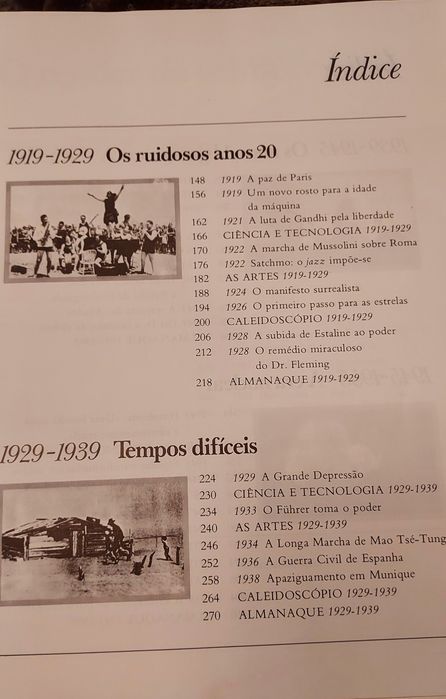 Índice
1919-1929 Os ruidosos anos 20
148 1919 A paz de Paris
156 1919 Um novo rosto para a idade
da máquina
162 1921 A luta de Gandhi pela liberdade
166 CIÊNCIA E TECNOLOGIA 1919-1929
170 1922 A marcha de Mussolini sobre Roma
176 1922 Satchmo: o jazz impõe-se
182 AS ARTES 1919-1929
188 1924 O manifesto surrealista
194 1926 O primeiro passo para as estrelas
200 CALEIDOSCÓPIO 1919-1929
206 1928 A subida de Estaline ao poder
212 1928 O remédio miraculoso
do Dr. Fleming
218 ALMANAQUE 1919-1929
1929-1939 Tempos difíceis
224 1929 A Grande Depressão
230 CIÊNCIA E TECNOLOGIA 1929-1939
234 1933 O Führer toma o poder
240 AS ARTES 1929-1939
246 1934 A Longa Marcha de Mao Tsé-Tung
252 1936 A Guerra Civil de Espanha
258 1938 Apaziguamento em Munique
264 CALEIDOSCÓPIO 1929-1939
270 ALMANAQUE 1929-1939